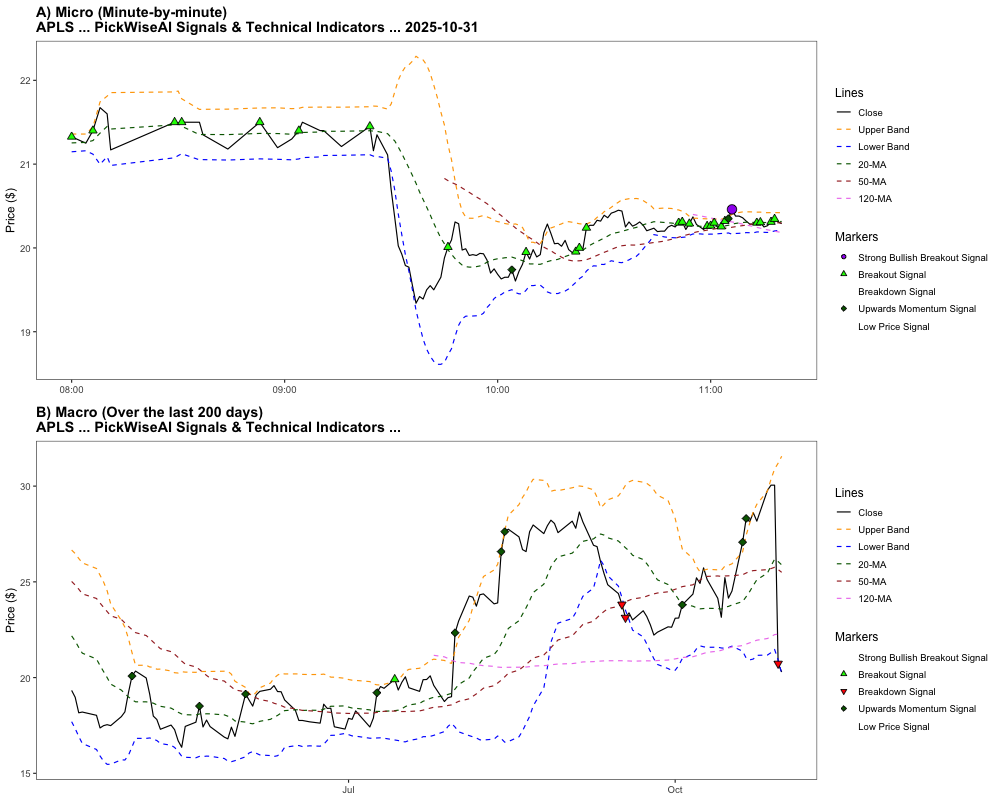 A) Micro (Minute-by-minute)
APLS ... PickWiseAI Signals & Technical Indicators ... 2025-10-31
Price ($)
22
21
20
19
08:00
09:00
10:00
11:00
Lines
Close
Upper Band
Lower Band
20-MA
50-MA
120-MA
Markers
Strong Bullish Breakout Signal
Breakout Signal
Breakdown Signal
Upwards Momentum Signal
Low Price Signal
B) Macro (Over the last 200 days)
APLS ... PickWiseAI Signals & Technical Indicators ...
Price ($)
30
25
20
15
Jul
Oct
Lines
Close
Upper Band
Lower Band
20-MA
50-MA
120-MA
Markers
Strong Bullish Breakout Signal
Breakout Signal
Breakdown Signal
Upwards Momentum Signal
Low Price Signal